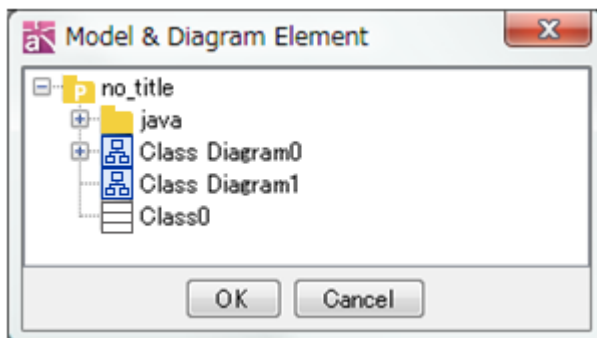 Model & Diagram Element
no_title
java
Class Diagram0
Class Diagram1
Class0
OK Cancel